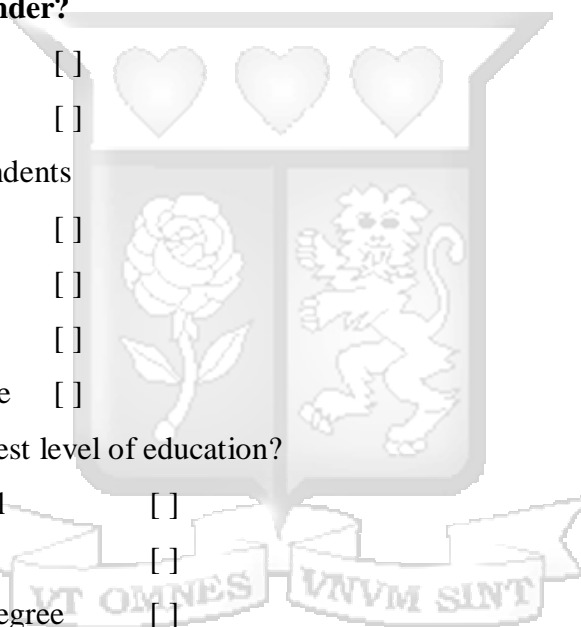 nder?
[ ]
[ ]
ndents
[ ]
[ ]
[ ]
e [ ]
est level of education?
l [ ]
[ ]
VT OMNES VNVM SINT
egree [ ]